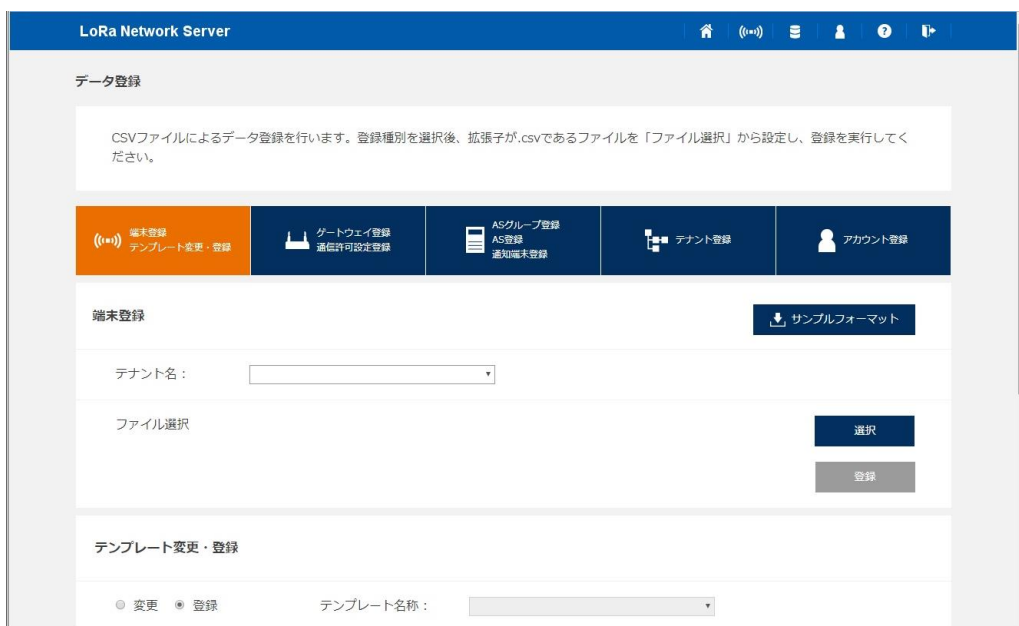 LoRa Network Server
データ登録
CSVファイルによるデータ登録を行います。登録種別を選択後、拡張子が.csvであるファイルを「ファイル選択」から設定し、登録を実行してく
ださい。
端末登録
テンプレート変更・登録
ゲートウェイ登録
通信許可設定登録
ASグループ登録
AS登録
通知端末登録
テナント登録
アカウント登録
端末登録
サンプルフォーマット
テナント名：
ファイル選択
選択
登録
テンプレート変更・登録
変更 登録 テンプレート名称：